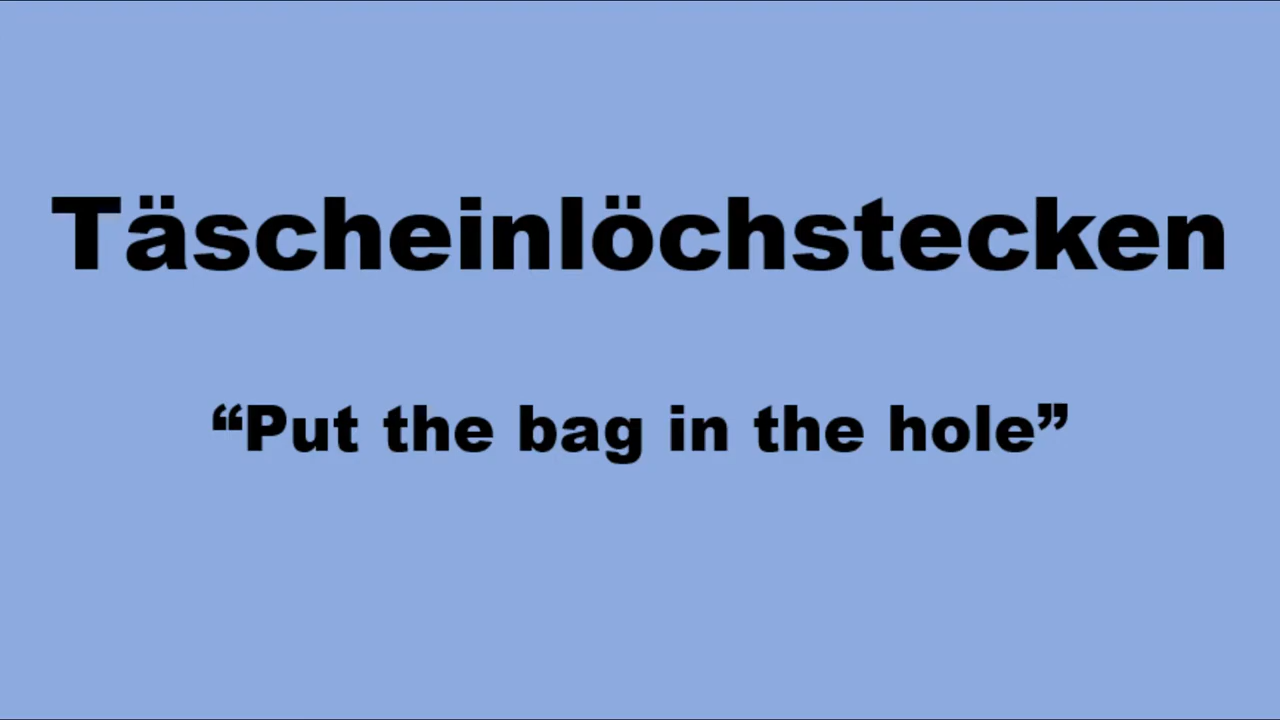 Täscheinlöchstecken
“Put the bag in the hole”